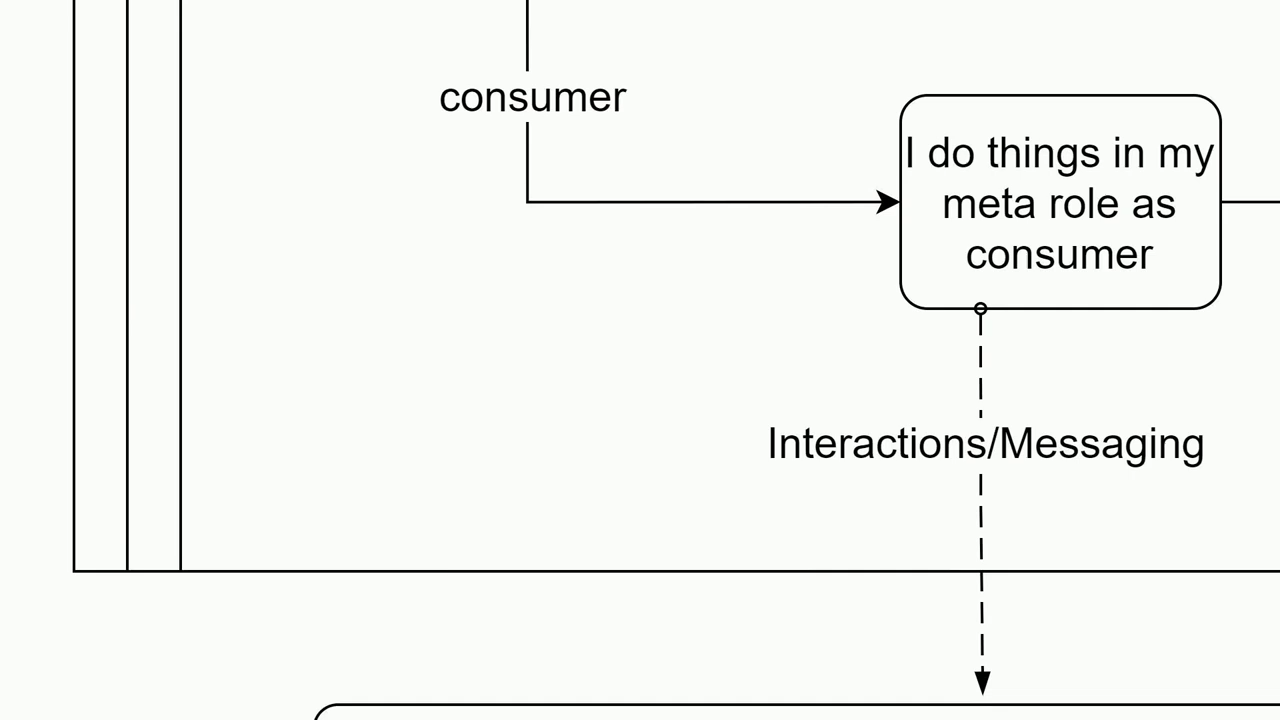 consumer
I do things in my
meta role as
consumer
Interactions/Messaging